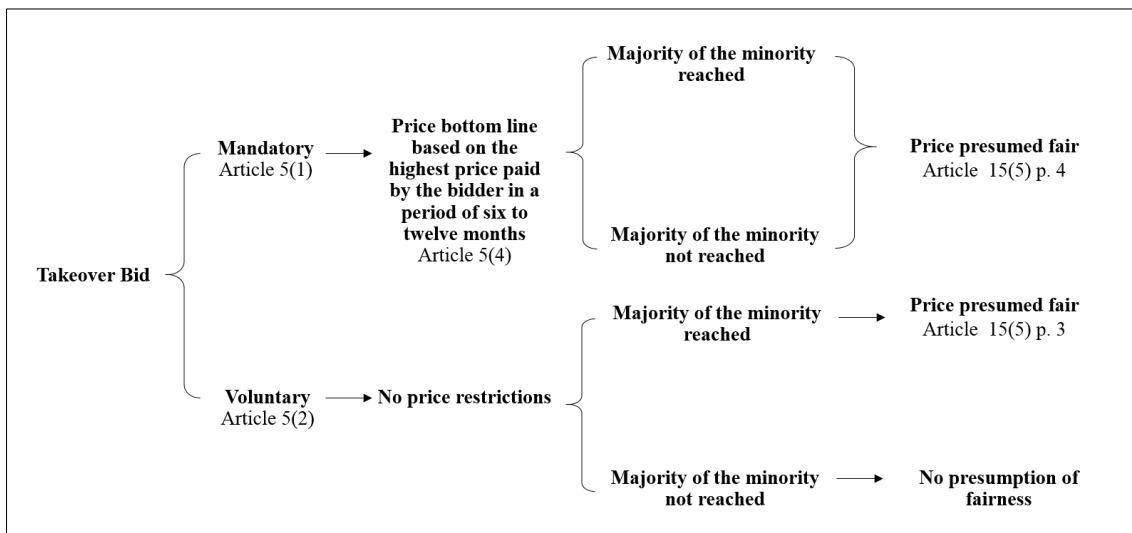 Takeover Bid
Mandatory
Article 5(1)
Price bottom line
based on the
highest price paid
by the bidder in a
period of six to
twelve months
Article 5(4)
Majority of the minority
reached
Majority of the minority
not reached
Price presumed fair
Article 15(5) p. 4
Voluntary
Article 5(2)
No price restrictions
Majority of the minority
reached
Price presumed fair
Article 15(5) p. 3
Majority of the minority
not reached
No presumption of
fairness